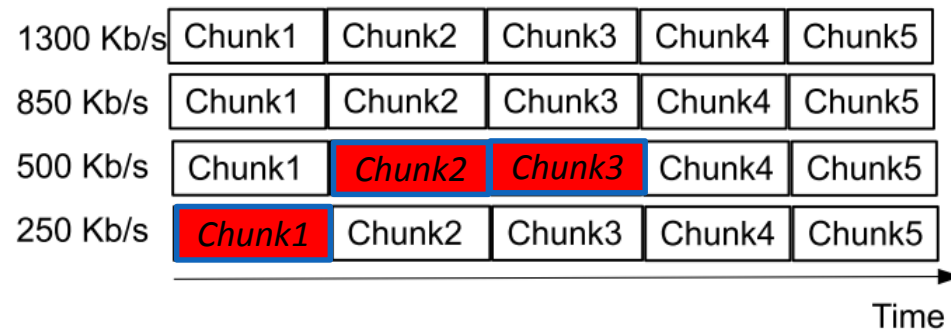 1300 Kb/s Chunk1 Chunk2 Chunk3 Chunk4 Chunk5
850 Kb/s Chunk1 Chunk2 Chunk3 Chunk4 Chunk5
500 Kb/s Chunk1 Chunk2 Chunk3 Chunk4 Chunk5
250 Kb/s Chunk1 Chunk2 Chunk3 Chunk4 Chunk5
Time